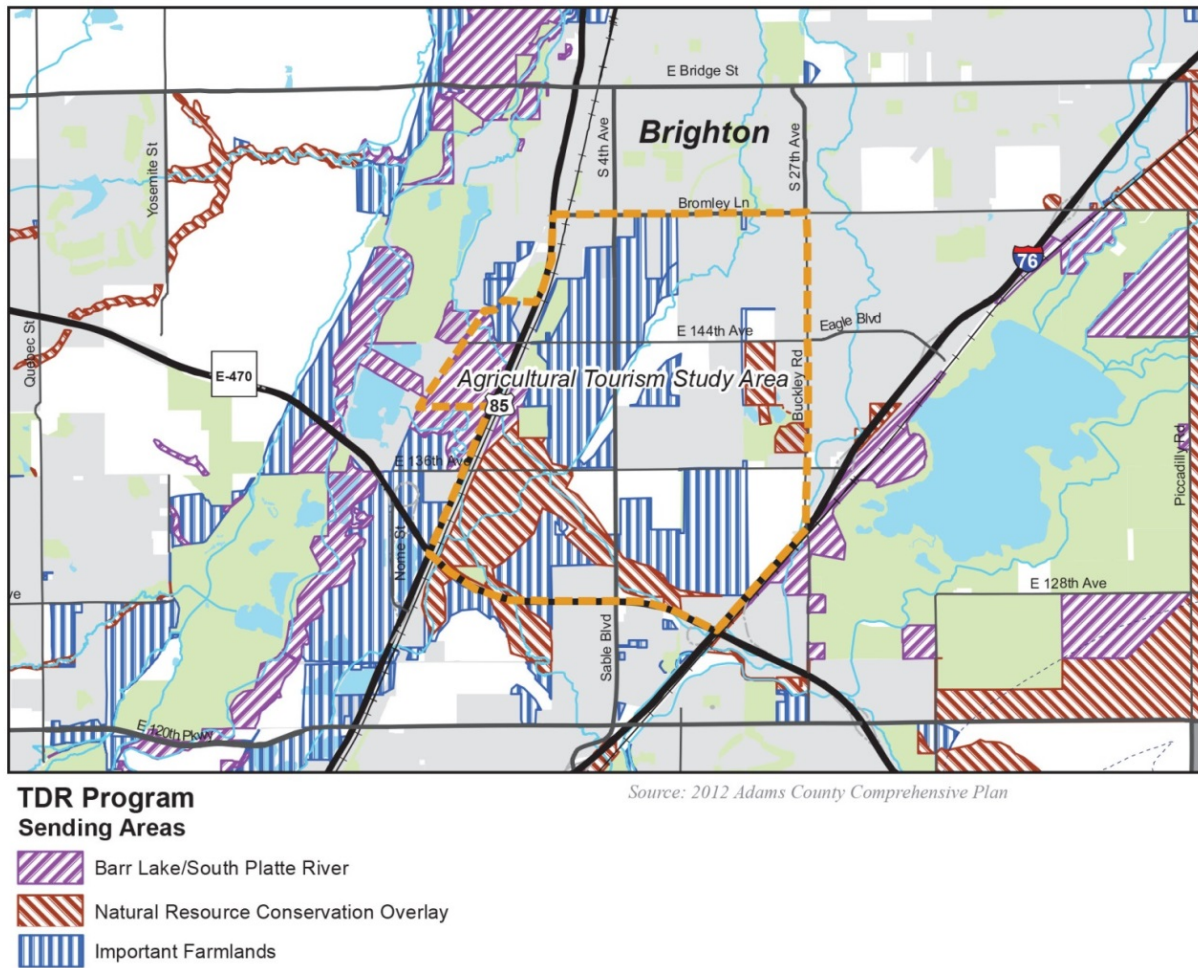 E Bridge St
Brighton
S 4th Ave
S 27th Ave
Yosemite St
Bromley Ln
76
Quebec St
E-470
E 144th Ave
Eagle Blvd
Agricultural Tourism Study Area
85
Buckley Rd
E 136th Ave
Piccadilly Rd
Nome St
ve
E 128th Ave
Sable Blvd
E 120th Pkwy
Source: 2012 Adams County Comprehensive Plan
TDR Program
Sending Areas
Barr Lake/South Platte River
Natural Resource Conservation Overlay
Important Farmlands